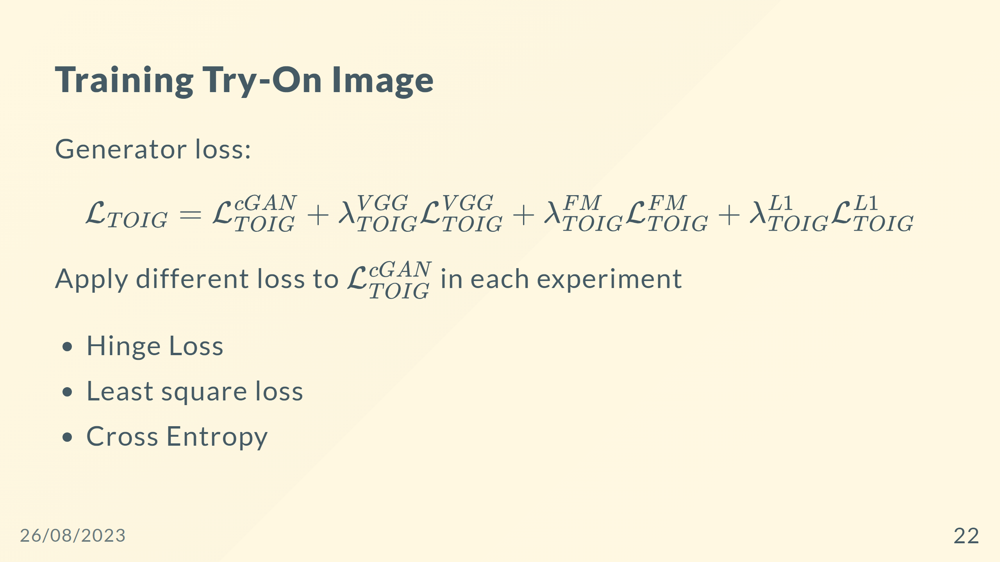 Training Try-On Image
Generator loss:
$\mathcal{L}_{TOIG} = \mathcal{L}_{TOIG}^{cGAN} + \lambda_{TOIG}^{VGG}\mathcal{L}_{TOIG}^{VGG} + \lambda_{TOIG}^{FM}\mathcal{L}_{TOIG}^{FM} + \lambda_{TOIG}^{L1}\mathcal{L}_{TOIG}^{L1}$
Apply different loss to $\mathcal{L}_{TOIG}^{cGAN}$ in each experiment
• Hinge Loss
• Least square loss
• Cross Entropy
26/08/2023
22